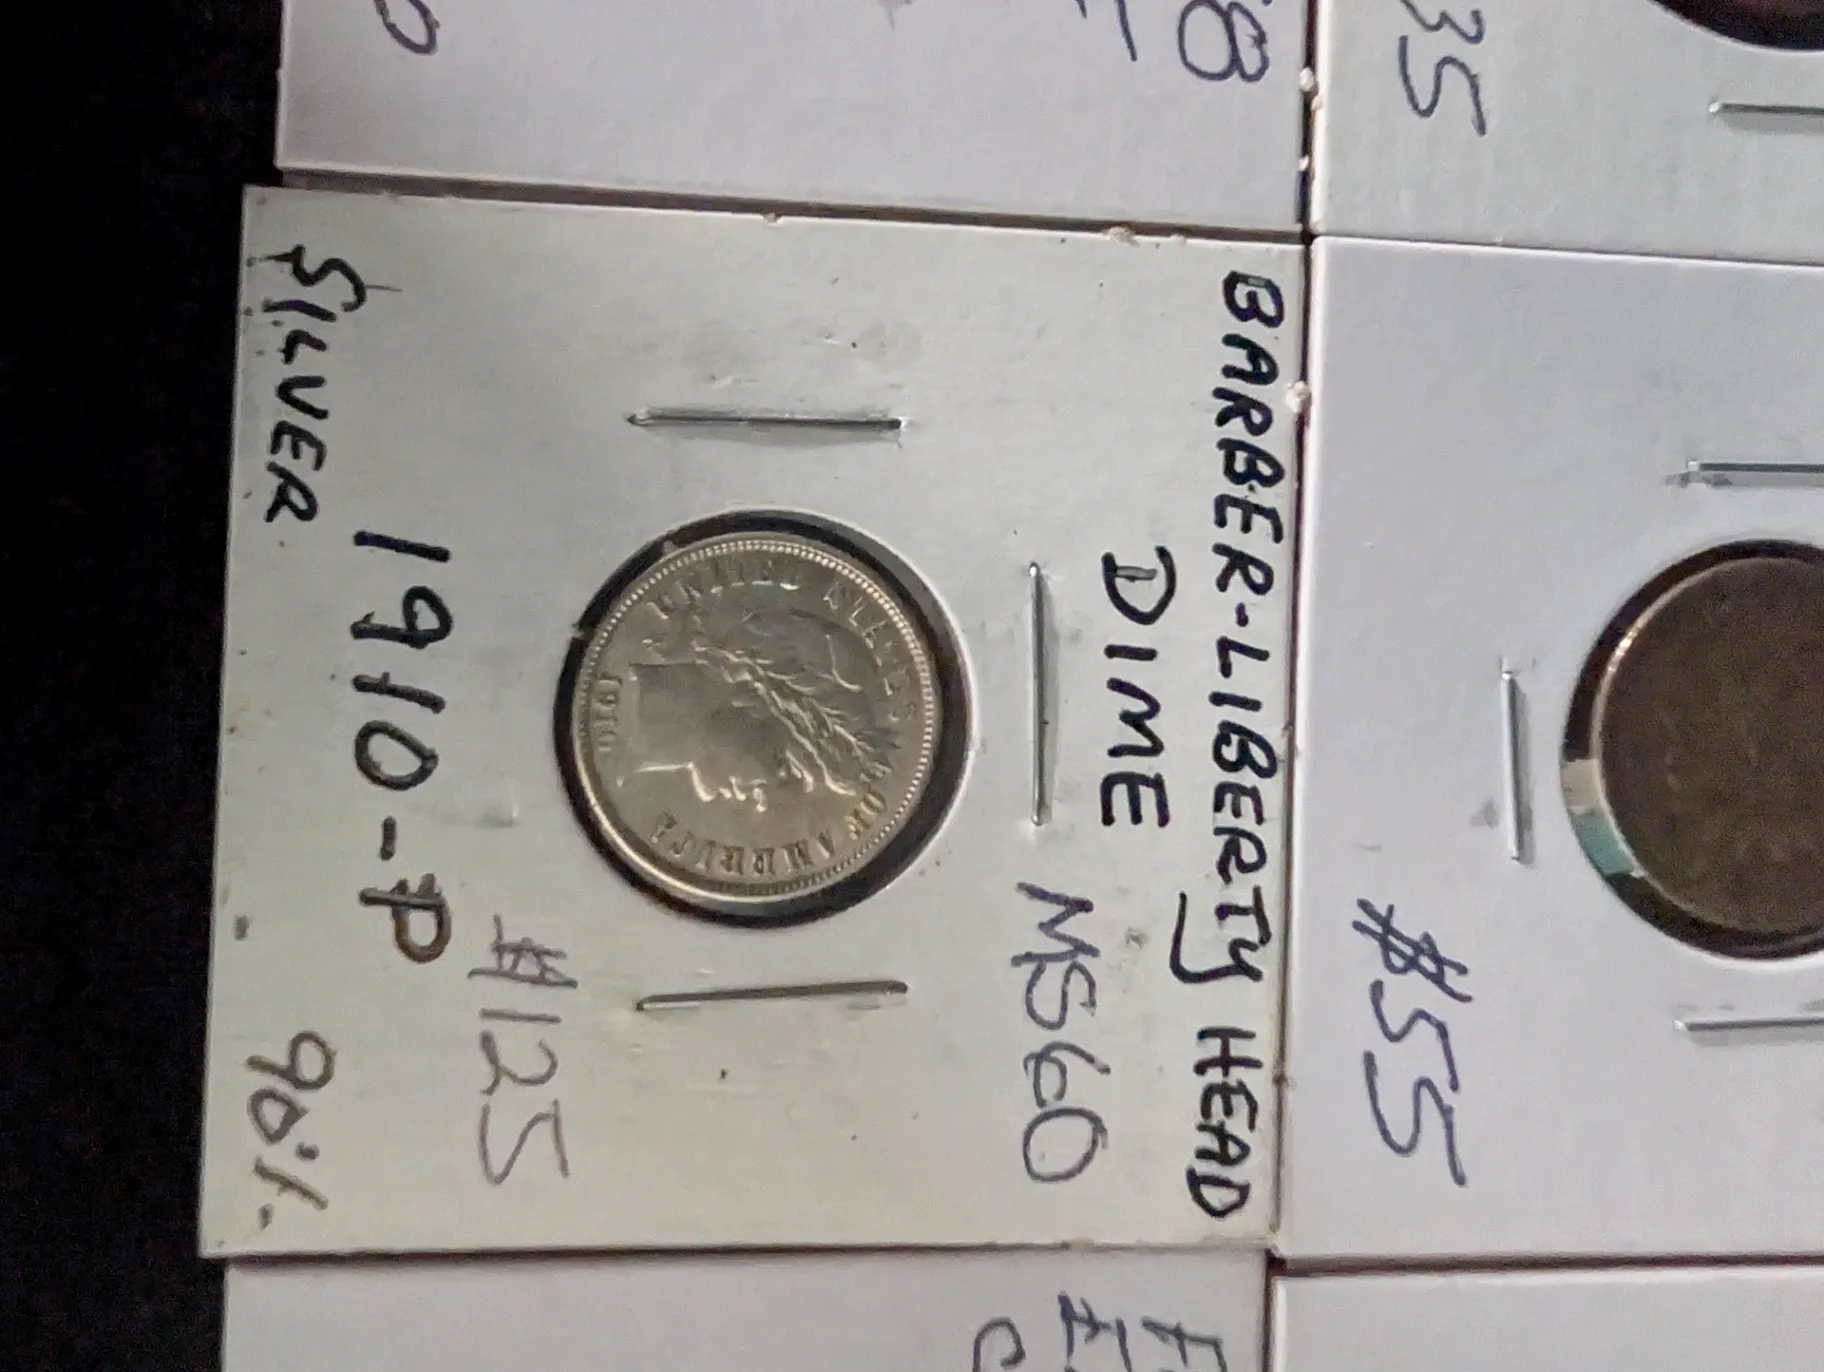 BARBER-LIBERTY HEAD
DIME
MS60
UNITED STATES OF AMERICA
1910
$125
1910-P
SILVER
90%.
35
$55